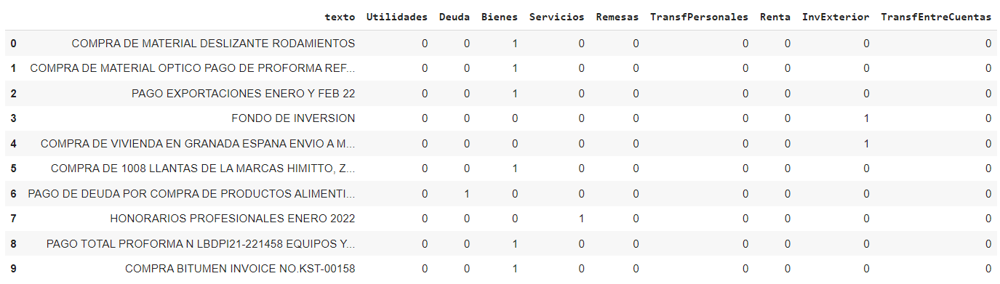 texto Utilidades Deuda Bienes Servicios Remesas TransfPersonales Renta InvExterior TransfEntreCuentas
0 COMPRA DE MATERIAL DESLIZANTE RODAMIENTOS 0 0 1 0 0 0 0 0 0
1 COMPRA DE MATERIAL OPTICO PAGO DE PROFORMA REF... 0 0 1 0 0 0 0 0 0
2 PAGO EXPORTACIONES ENERO Y FEB 22 0 0 1 0 0 0 0 0 0
3 FONDO DE INVERSION 0 0 0 0 0 0 0 1 0
4 COMPRA DE VIVIENDA EN GRANADA ESPANA ENVIO A M... 0 0 0 0 0 0 0 1 0
5 COMPRA DE 1008 LLANTAS DE LA MARCAS HIMITTO, Z... 0 0 1 0 0 0 0 0 0
6 PAGO DE DEUDA POR COMPRA DE PRODUCTOS ALIMENTI... 0 1 0 0 0 0 0 0 0
7 HONORARIOS PROFESIONALES ENERO 2022 0 0 0 1 0 0 0 0 0
8 PAGO TOTAL PROFORMA N LBDPI21-221458 EQUIPOS Y... 0 0 1 0 0 0 0 0 0
9 COMPRA BITUMEN INVOICE NO.KST-00158 0 0 1 0 0 0 0 0 0